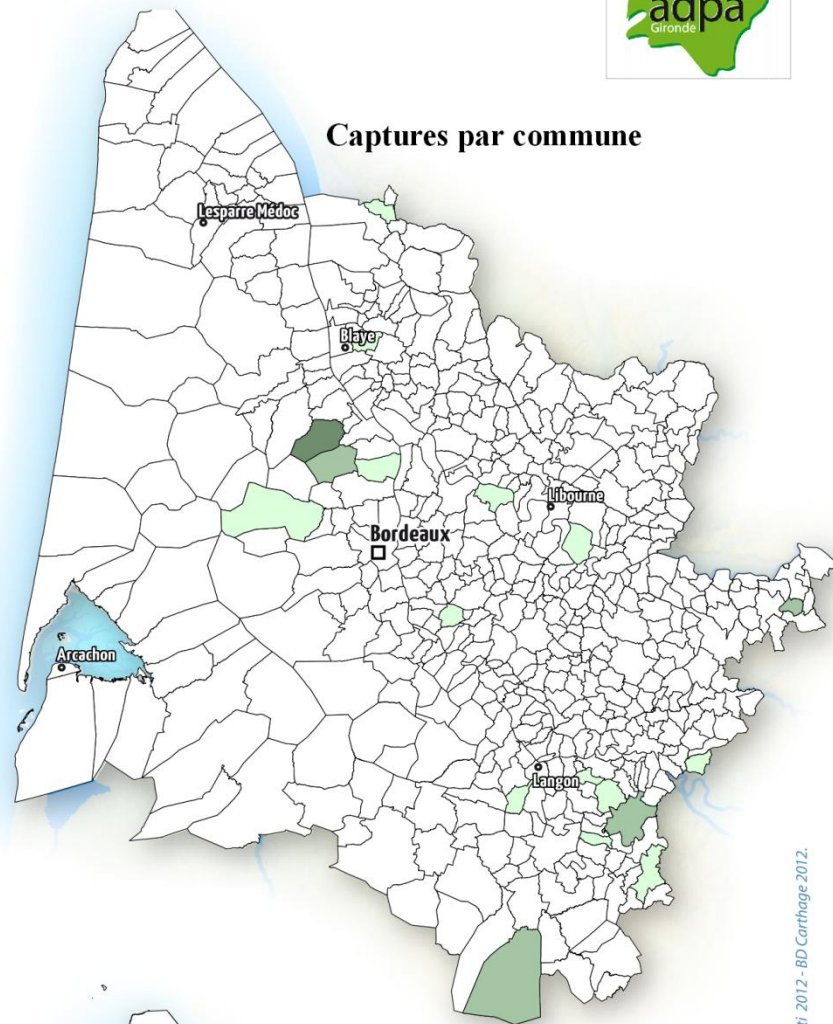 adpa
Gironde
Captures par commune
Lesparre Médoc
Blaye
Libourne
Bordeaux
Arcachon
Langon
2012 - BD Carthage 2012.